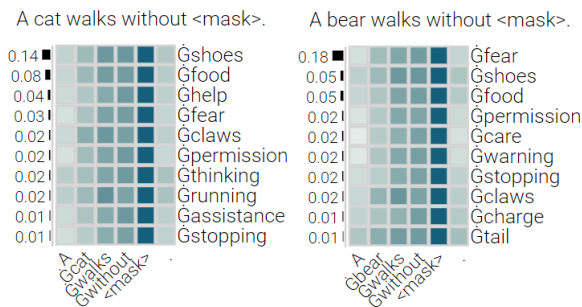 A cat walks without <mask>.
0.14 Ġshoes
0.08 Ġfood
0.04 Ġhelp
0.03 Ġfear
0.02 Ġclaws
0.02 Ġpermission
0.02 Ġthinking
0.02 Ġrunning
0.01 Ġassistance
0.01 Ġstopping
A Ġcat Ġwalks Ġwithout <mask> .
A bear walks without <mask>.
0.18 Ġfear
0.05 Ġshoes
0.05 Ġfood
0.02 Ġpermission
0.02 Ġcare
0.02 Ġwarning
0.02 Ġstopping
0.02 Ġclaws
0.01 Ġcharge
0.01 Ġtail
A Ġbear Ġwalks Ġwithout <mask> .